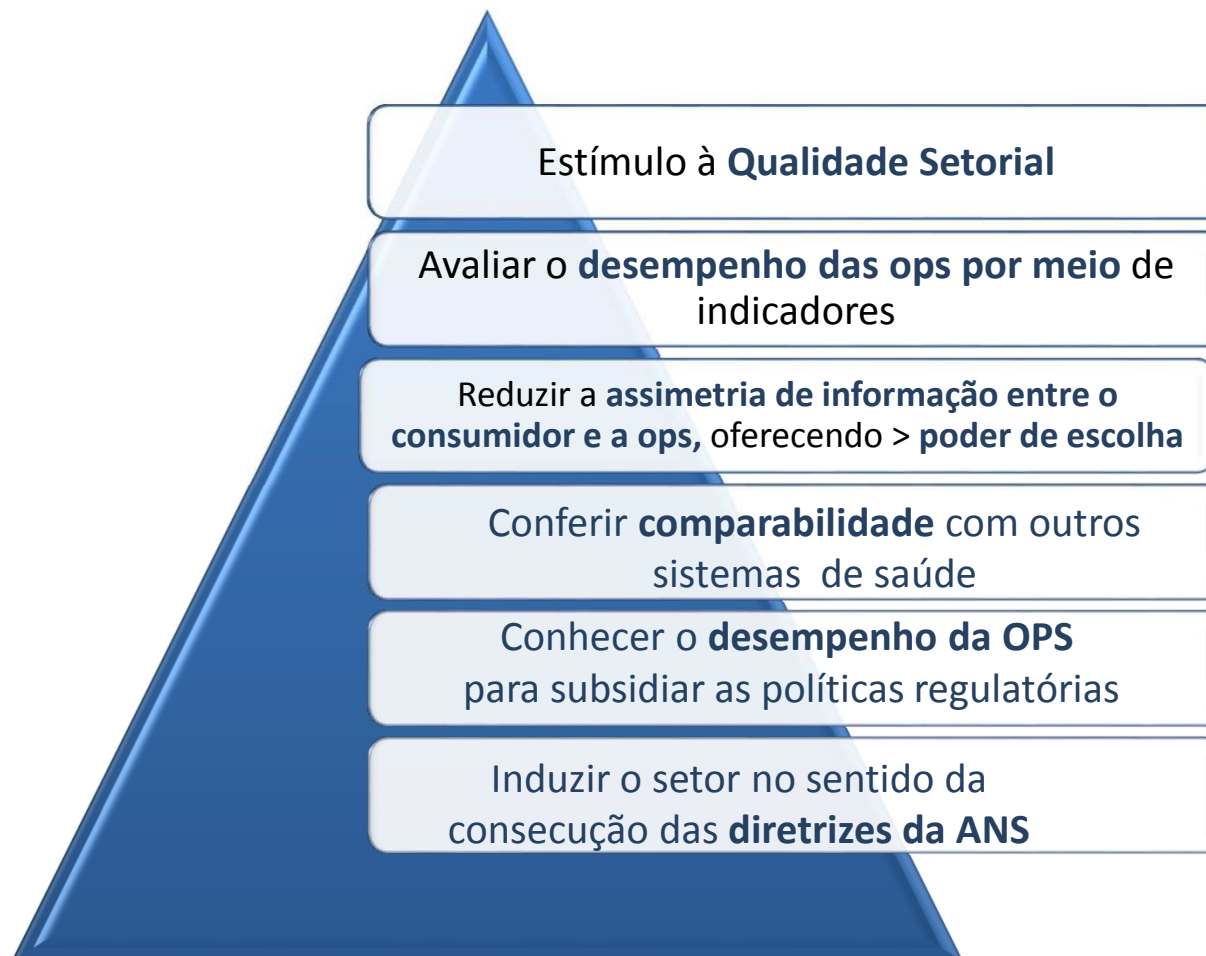 Estímulo à Qualidade Setorial
Avaliar o desempenho das ops por meio de
indicadores
Reduzir a assimetria de informação entre o
consumidor e a ops, oferecendo > poder de escolha
Conferir comparabilidade com outros
sistemas de saúde
Conhecer o desempenho da OPS
para subsidiar as políticas regulatórias
Induzir o setor no sentido da
consecução das diretrizes da ANS